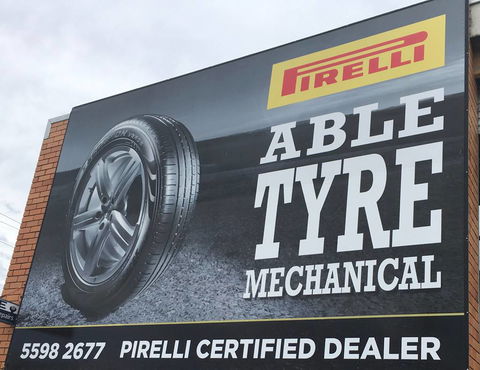 PIRELLI
ABLE
TYRE
MECHANICAL
5598 2677 PIRELLI CERTIFIED DEALER